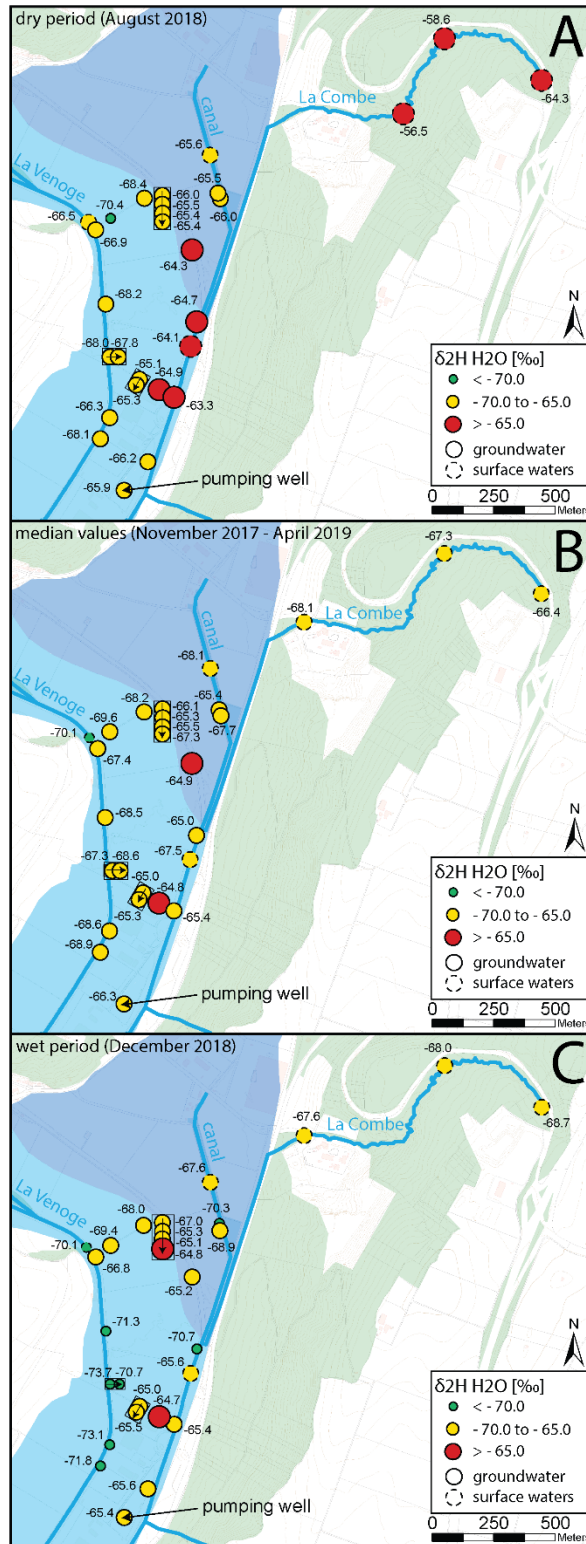 dry period (August 2018)
A
-58.6
-64.3
La Combe
-56.5
canal
-65.6
La Venoge
-68.4
-66.0
-65.5
-65.4
-65.4
-65.5
-66.0
-70.4
-66.5
-66.9
-64.3
-68.2
-64.7
-64.1
-68.0
-67.8
-65.1
-64.9
-65.3
-63.3
-66.3
-68.1
-66.2
-65.9
pumping well
N
δ2H H2O [‰]
< -70.0
-70.0 to -65.0
> -65.0
groundwater
surface waters
0 250 500
Meters
median values (November 2017 - April 2019)
B
-67.3
-66.4
-68.1
La Combe
canal
-68.1
La Venoge
-68.2
-66.1
-65.3
-65.5
-67.3
-65.4
-67.7
-69.6
-70.1
-67.4
-64.9
-68.5
-65.0
-67.5
-67.3
-68.6
-65.0
-64.8
-65.3
-65.4
-68.6
-68.9
-66.3
pumping well
N
δ2H H2O [‰]
< -70.0
-70.0 to -65.0
> -65.0
groundwater
surface waters
0 250 500
Meters
wet period (December 2018)
C
-68.0
-68.7
-67.6
La Combe
canal
-67.6
La Venoge
-68.0
-67.0
-65.3
-65.1
-64.8
-70.3
-68.9
-69.4
-70.1
-66.8
-65.2
-71.3
-70.7
-65.6
-73.7
-70.7
-65.0
-64.7
-65.5
-65.4
-73.1
-71.8
-65.6
-65.4
pumping well
N
δ2H H2O [‰]
< -70.0
-70.0 to -65.0
> -65.0
groundwater
surface waters
0 250 500
Meters